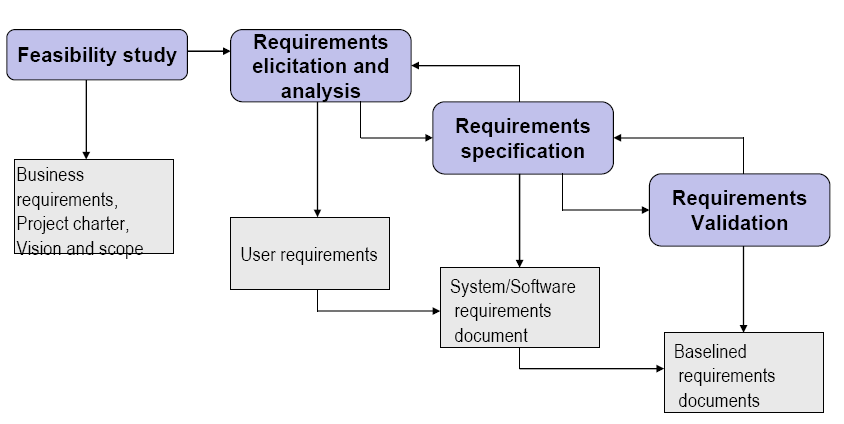 Feasibility study
Requirements
elicitation and
analysis
Requirements
specification
Requirements
Validation
Business
requirements,
Project charter,
Vision and scope
User requirements
System/Software
requirements
document
Baselined
requirements
documents